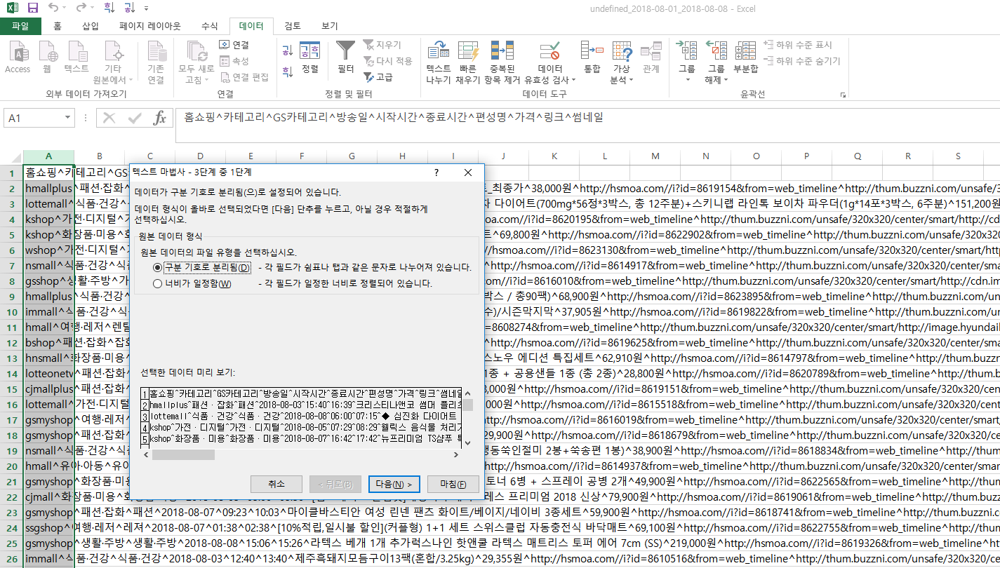 undefined_2018-08-01_2018-08-08 - Excel
파일 홈 삽입 페이지 레이아웃 수식 데이터 검토 보기
Access 웹 텍스트 기타 원본에서 기존 연결 모두 새로 고침 연결 속성 연결 편집 정렬 필터 지우기 다시 적용 고급 텍스트 나누기 빠른 채우기 중복된 항목 제거 데이터 유효성 검사 통합 가상 분석 관계 그룹 그룹 해제 부분합 하위 수준 표시 하위 수준 숨기기
외부 데이터 가져오기 연결 정렬 및 필터 데이터 도구 윤곽선
A1 fx 홈쇼핑^카테고리^GS카테고리^방송일^시작시간^종료시간^편성명^가격^링크^썸네일
A B C D E F G H I J K L M N O P Q R S
1 홈쇼핑^카테고리^GS
2 hmallplus^패션·잡화^ _최종가^38,000원^http://hsmoa.com//i?id=8619154&from=web_timeline^http://thum.buzzni.com/unsafe/32
3 lottemall^식품·건강^ 차 다이어트(700mg*56정*3박스, 총 12주분)+스키니랩 라인톡 보이차 파우더(1g*14포*3박스, 6주분)^151,200원
4 kshop^가전·디지털^가 oa.com//i?id=8620195&from=web_timeline^http://thum.buzzni.com/unsafe/320x320/center/smart/http://cd
5 kshop^화장품·미용^화 트^69,800원^http://hsmoa.com//i?id=8622902&from=web_timeline^http://thum.buzzni.com/unsafe/320x320
6 wshop^가전·디지털^ //hsmoa.com//i?id=8623130&from=web_timeline^http://thum.buzzni.com/unsafe/320x320/center/smart/http
7 nsmall^식품·건강^식품 //hsmoa.com//i?id=8614917&from=web_timeline^http://thum.buzzni.com/unsafe/320x320/center/smart/http
8 gsshop^생활·주방^가 m//i?id=8616010&from=web_timeline^http://thum.buzzni.com/unsafe/320x320/center/smart/http://cdn.im
9 hmallplus^식품·건강^ 박스 / 총90팩)^68,900원^http://hsmoa.com//i?id=8623895&from=web_timeline^http://thum.buzzni.com/un
10 immall^식품·건강^식 수)/시즌막지막^37,905원^http://hsmoa.com//i?id=8619822&from=web_timeline^http://thum.buzzni.com/u
11 hmall^여행·레저^렌탈 =8608274&from=web_timeline^http://thum.buzzni.com/unsafe/320x320/center/smart/http://image.hyundail
12 bshop^패션·잡화^잡화 http://hsmoa.com//i?id=8619625&from=web_timeline^http://thum.buzzni.com/unsafe/320x320/center/smart
13 hnsmall^화장품·미용^ 스노우 에디션 특집세트^62,910원^http://hsmoa.com//i?id=8614797&from=web_timeline^http://thum.buzzn
14 lotteonetv^패션·잡화^ 1종 + 공용샌들 1종 (총 2종)^28,800원^http://hsmoa.com//i?id=8620789&from=web_timeline^http://thum.bu
15 cjmallplus^패션·잡화^ ,000원^http://hsmoa.com//i?id=8619151&from=web_timeline^http://thum.buzzni.com/unsafe/320x320/cente
16 lottemall^가전·디지털 000원^http://hsmoa.com//i?id=8615518&from=web_timeline^http://thum.buzzni.com/unsafe/320x320/center
17 gsmyshop^여행·레저^ http://hsmoa.com//i?id=8616019&from=web_timeline^http://thum.buzzni.com/unsafe/320x320/center/smart
18 gsmyshop^패션·잡화^ 29,900원^http://hsmoa.com//i?id=8618679&from=web_timeline^http://thum.buzzni.com/unsafe/320x320/cent
19 nsmall^식품·건강^식 생동쑥인절미 2봉+쑥송편 1봉)^38,900원^http://hsmoa.com//i?id=8618834&from=web_timeline^http://thum.b
20 hmall^유아·아동^유아 http://hsmoa.com//i?id=8614937&from=web_timeline^http://thum.buzzni.com/unsafe/320x320/center/smart
21 gsmyshop^화장품·미용 토너 6병 + 스프레이 공병 2개^49,900원^http://hsmoa.com//i?id=8622565&from=web_timeline^http://thum
22 cjmall^화장품·미용^화 레스 프리미엄 2018 신상^79,900원^http://hsmoa.com//i?id=8619061&from=web_timeline^http://thum.bu
23 gsmyshop^패션·잡화^패션^2018-08-07^09:23^10:03^마이클바스티안 여성 린넨 팬츠 화이트/베이지/네이비 3종세트^59,900원^http://hsmoa.com//i?id=8618741&from=web_timeline^http://thum.buzz
24 ssgshop^여행·레저^레져^2018-08-07^01:38^02:38^[10%적립,일시불 할인](커플형) 1+1 세트 스위스클럽 자동충전식 바닥매트^69,100원^http://hsmoa.com//i?id=8622755&from=web_timeline^http://thu
25 gsmyshop^생활·주방^생활·주방^2018-08-08^15:06^15:26^라텍스 베개 1개 추가럭스나인 핫앤쿨 라텍스 매트리스 토퍼 에어 7cm (SS)^219,000원^http://hsmoa.com//i?id=8619326&from=web_timeline^http
26 immall^식품·건강^식품·건강^2018-08-03^12:40^13:40^제주흑돼지모듬구이13팩(혼합/3.25kg)^29,355원^http://hsmoa.com//i?id=8610516&from=web_timeline^http://thum.buzzni.com/unsafe/320x
텍스트 마법사 - 3단계 중 1단계 ?
데이터가 구분 기호로 분리됨(으)로 설정되어 있습니다.
데이터 형식이 올바로 선택되었다면 [다음] 단추를 누르고, 아닐 경우 적절하게
선택하십시오.
원본 데이터 형식
원본 데이터의 파일 유형을 선택하십시오.
구분 기호로 분리됨(D) - 각 필드가 쉼표나 탭과 같은 문자로 나누어져 있습니다.
너비가 일정함(W) - 각 필드가 일정한 너비로 정렬되어 있습니다.
선택한 데이터 미리 보기:
1 홈쇼핑^카테고리^GS카테고리^방송일^시작시간^종료시간^편성명^가격^링크^썸네일
2 hmallplus^패션·잡화^패션^2018-08-03^15:40^16:39^크리스티나앤코 썸머 플리츠
3 lottemall^식품·건강^식품·건강^2018-08-08^06:00^07:15^◆ 심진화 다이어트
4 kshop^가전·디지털^가전·디지털^2018-08-05^07:29^08:29^웰릭스 음식물 처리기
5 kshop^화장품·미용^화장품·미용^2018-08-07^16:42^17:42^뉴프리미엄 TS샴푸
취소 < 뒤로(B) 다음(N) > 마침(F)